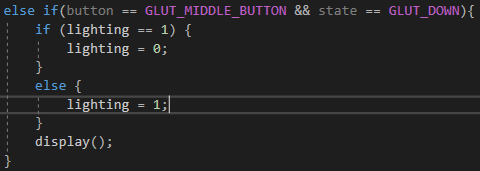 else if(button == GLUT_MIDDLE_BUTTON && state == GLUT_DOWN){
if (lighting == 1) {
lighting = 0;
}
else {
lighting = 1;
}
display();
}